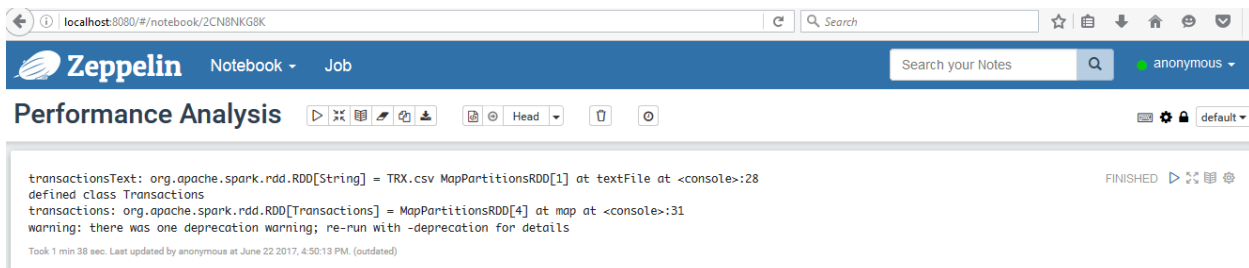 localhost:8080/#/notebook/2CN8NKG8K
Search
Zeppelin Notebook Job
Search your Notes
anonymous
Performance Analysis
Head
default
transactionsText: org.apache.spark.rdd.RDD[String] = TRX.csv MapPartitionsRDD[1] at textFile at <console>:28
FINISHED
defined class Transactions
transactions: org.apache.spark.rdd.RDD[Transactions] = MapPartitionsRDD[4] at map at <console>:31
warning: there was one deprecation warning; re-run with -deprecation for details
Took 1 min 38 sec. Last updated by anonymous at June 22 2017, 4:50:13 PM. (outdated)